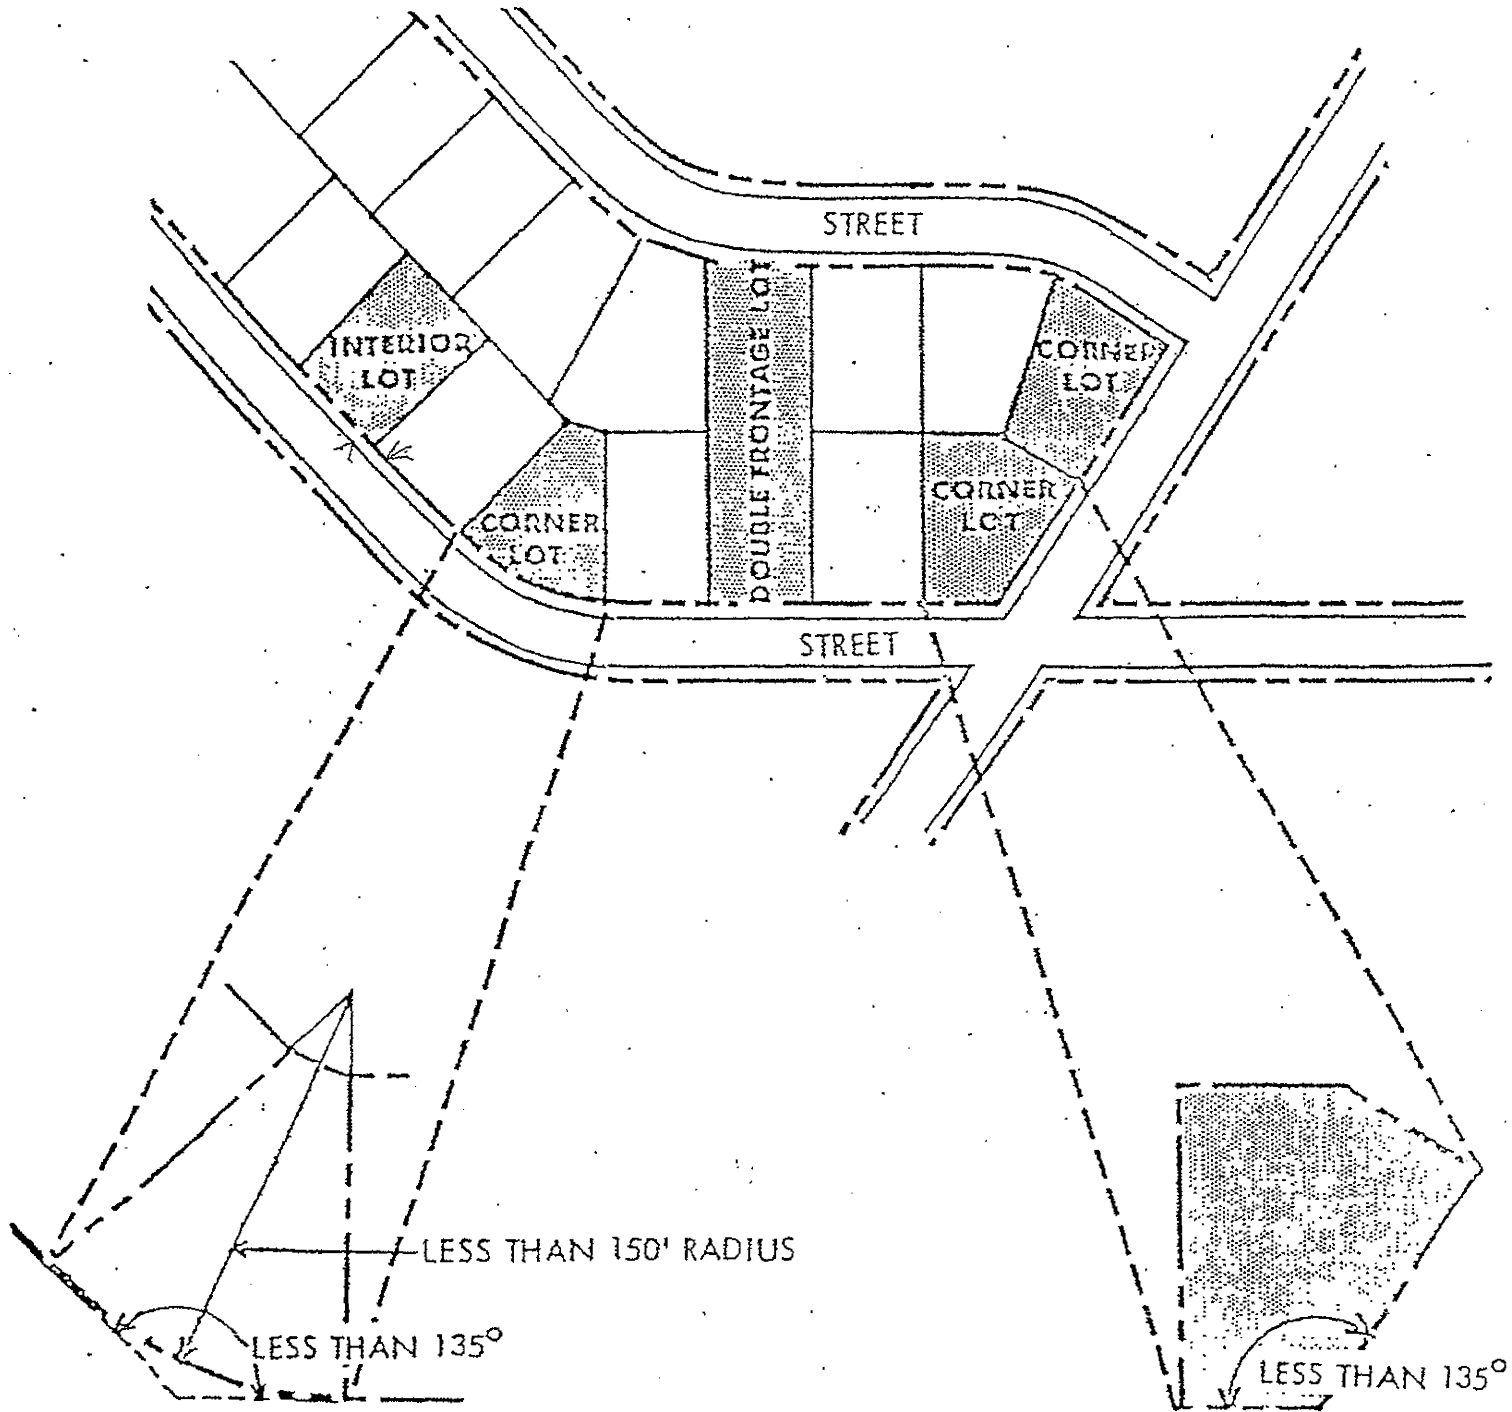 STREET
INTERIOR
LOT
DOUBLE FRONTAGE LOT
CORNER
LOT
CORNER
LOT
CORNER
LOT
STREET
LESS THAN 150' RADIUS
LESS THAN 135°
LESS THAN 135°